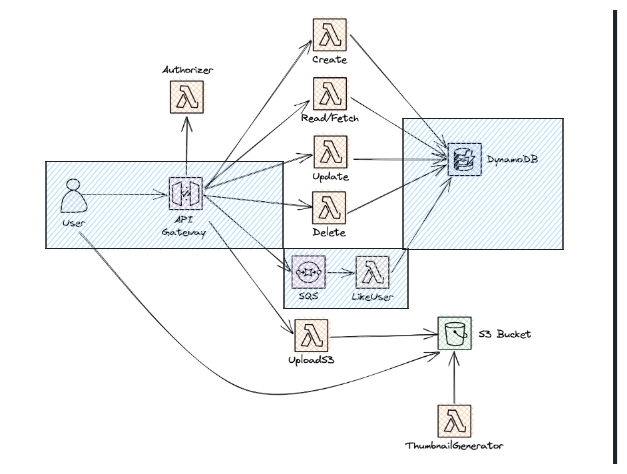 Create
Authorizer
Read/Fetch
DynamoDB
Update
User
API
Gateway
Delete
SQS
LikeUser
UploadS3
S3 Bucket
ThumbnailGenerator